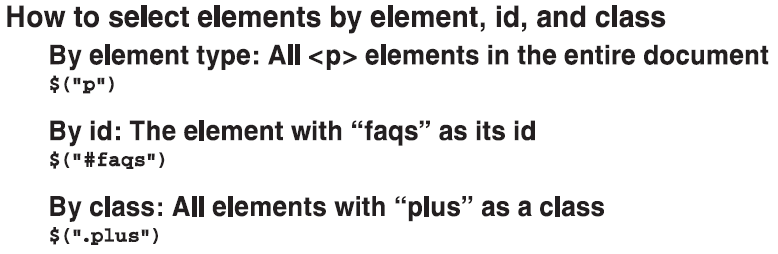 How to select elements by element, id, and class
By element type: All <p> elements in the entire document
$("p")
By id: The element with “faqs” as its id
$("#faqs")
By class: All elements with “plus” as a class
$(".plus")